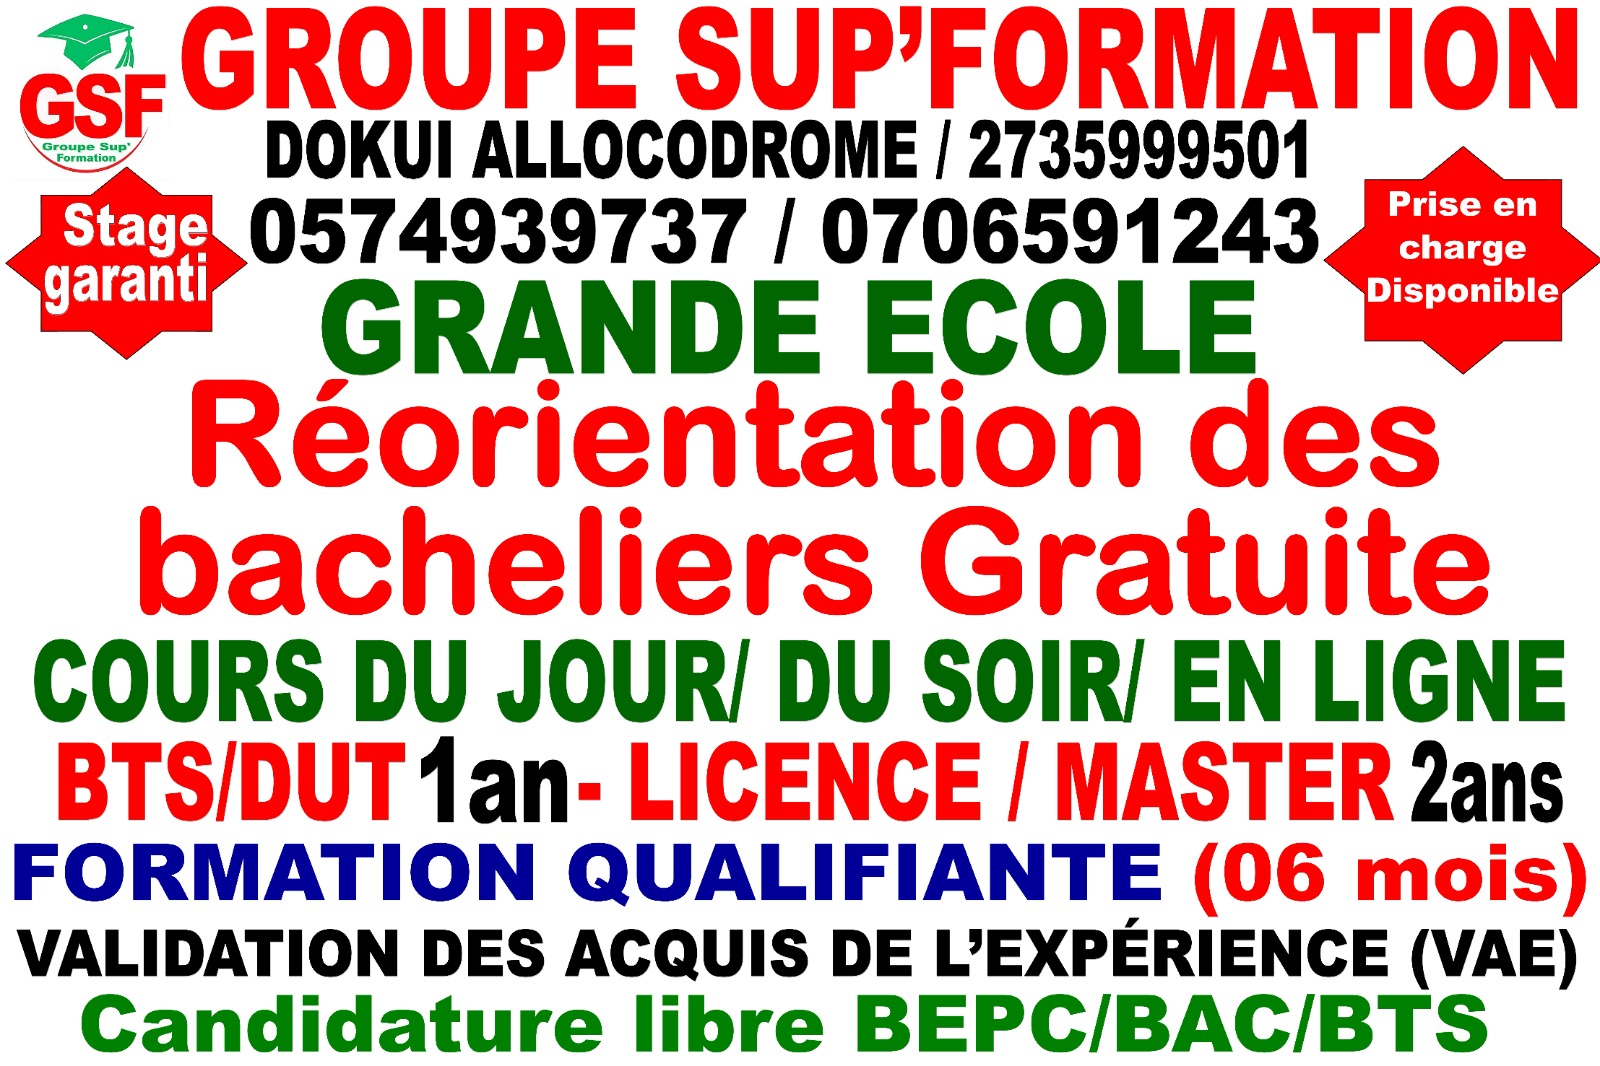 GSF
Groupe Sup'
Formation
GROUPE SUP’FORMATION
DOKUI ALLOCODROME / 2735999501
0574939737 / 0706591243
Stage
garanti
Prise en
charge
Disponible
GRANDE ECOLE
Réorientation des
bacheliers Gratuite
COURS DU JOUR/ DU SOIR/ EN LIGNE
BTS/DUT 1an - LICENCE / MASTER 2ans
FORMATION QUALIFIANTE (06 mois)
VALIDATION DES ACQUIS DE L’EXPÉRIENCE (VAE)
Candidature libre BEPC/BAC/BTS